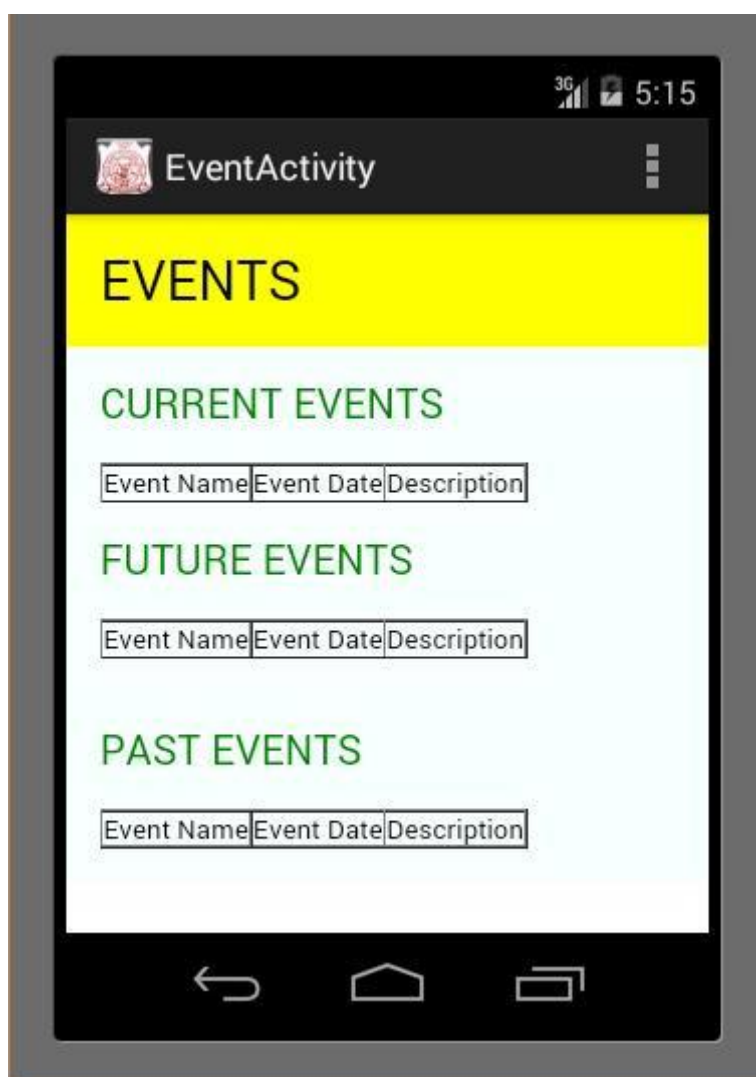 3G 5:15
EventActivity
EVENTS
CURRENT EVENTS
Event Name Event Date Description
FUTURE EVENTS
Event Name Event Date Description
PAST EVENTS
Event Name Event Date Description